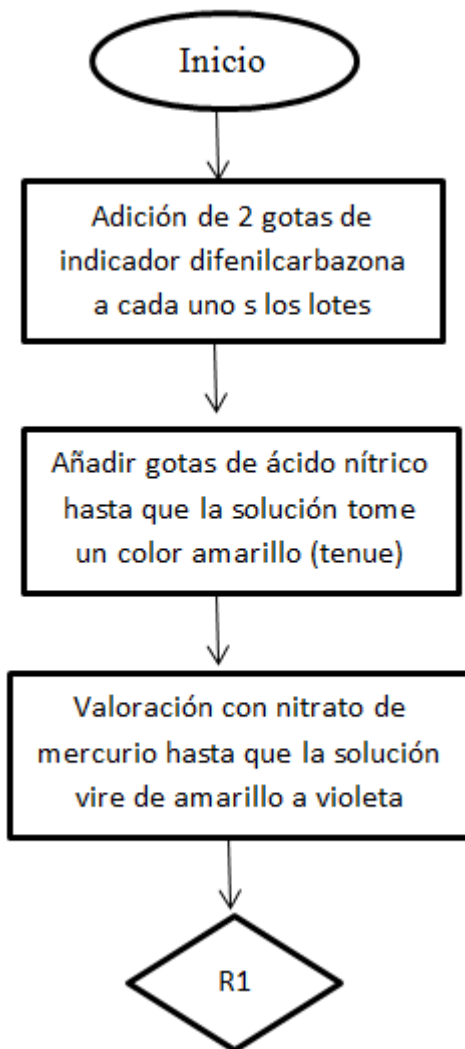 Inicio
Adición de 2 gotas de
indicador difenilcarbazona
a cada uno s los lotes
Añadir gotas de ácido nítrico
hasta que la solución tome
un color amarillo (tenue)
Valoración con nitrato de
mercurio hasta que la solución
vire de amarillo a violeta
R1